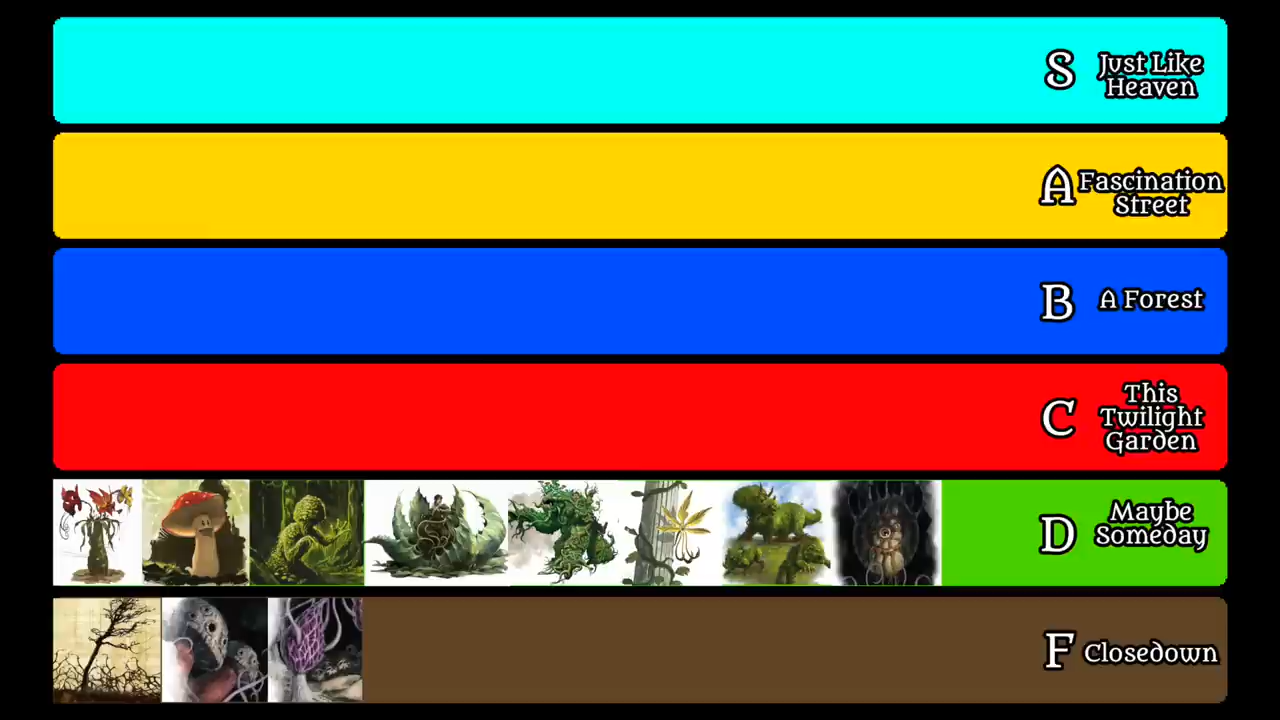 S
Just Like
Heaven
A
Fascination
Street
B
A Forest
C
This
Twilight
Garden
D
Maybe
Someday
F
Closedown